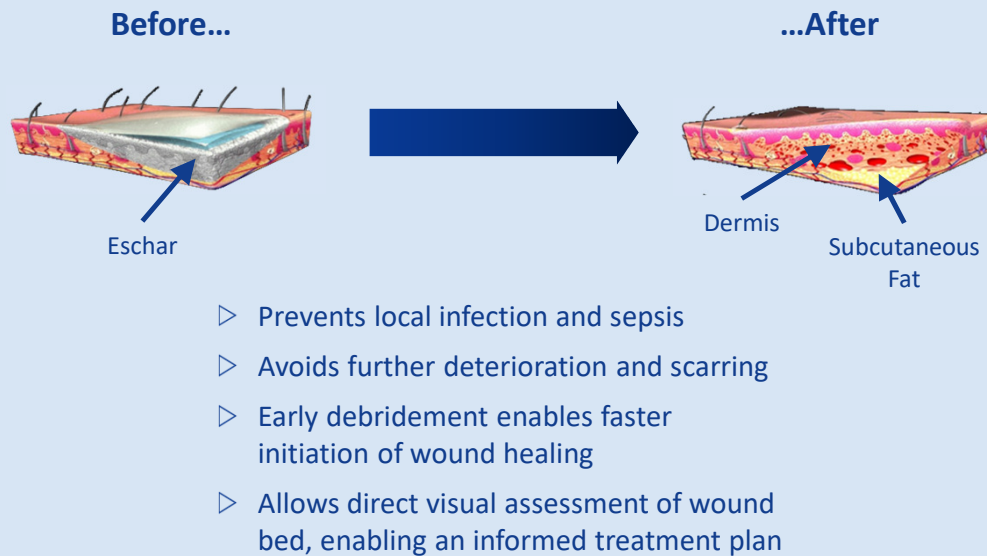 Before...
...After
Eschar
Dermis
Subcutaneous
Fat
Prevents local infection and sepsis
Avoids further deterioration and scarring
Early debridement enables faster
initiation of wound healing
Allows direct visual assessment of wound
bed, enabling an informed treatment plan